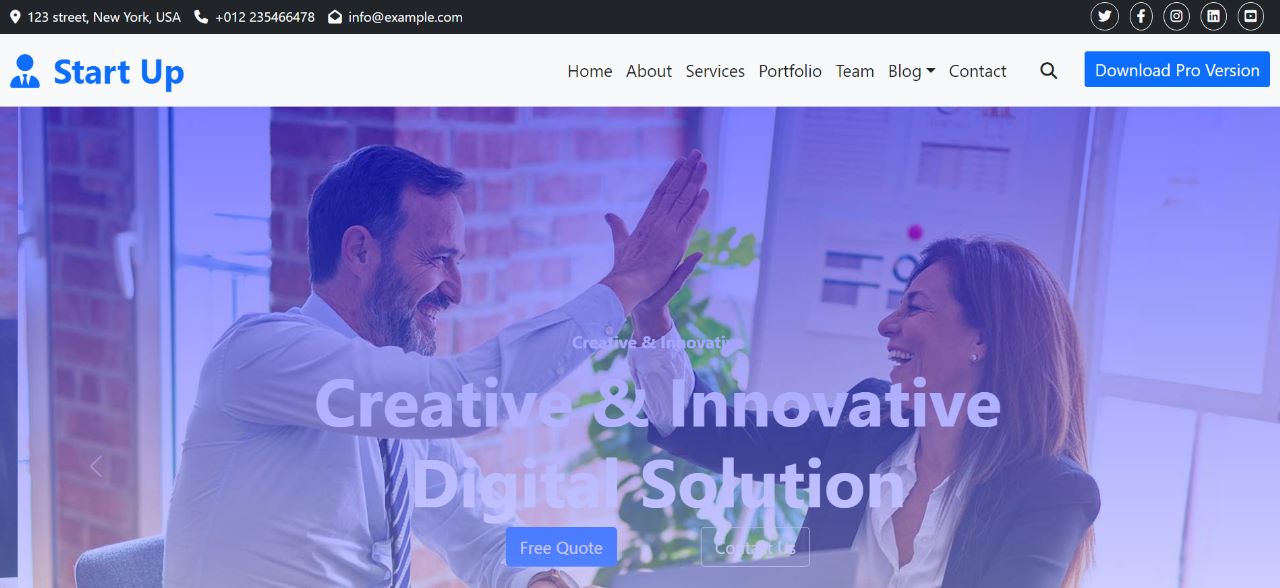 123 street, New York, USA +012 235466478 info@example.com
Start Up Home About Services Portfolio Team Blog Contact Download Pro Version
Creative & Innovative
Creative & Innovative
Digital Solution
Free Quote Contact Us